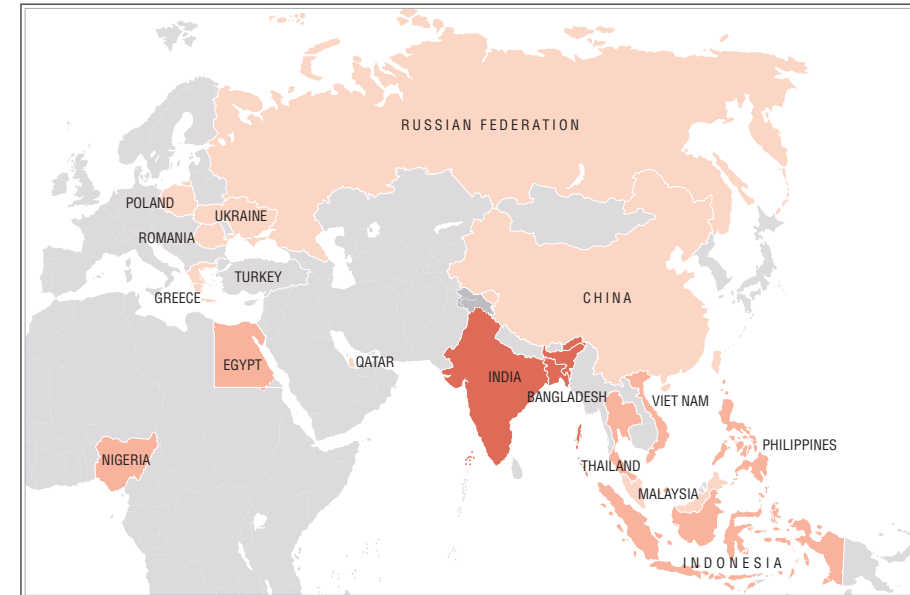 RUSSIAN FEDERATION
POLAND
UKRAINE
ROMANIA
TURKEY
GREECE
CHINA
EGYPT
QATAR
INDIA
BANGLADESH
VIET NAM
NIGERIA
PHILIPPINES
THAILAND
MALAYSIA
INDONESIA